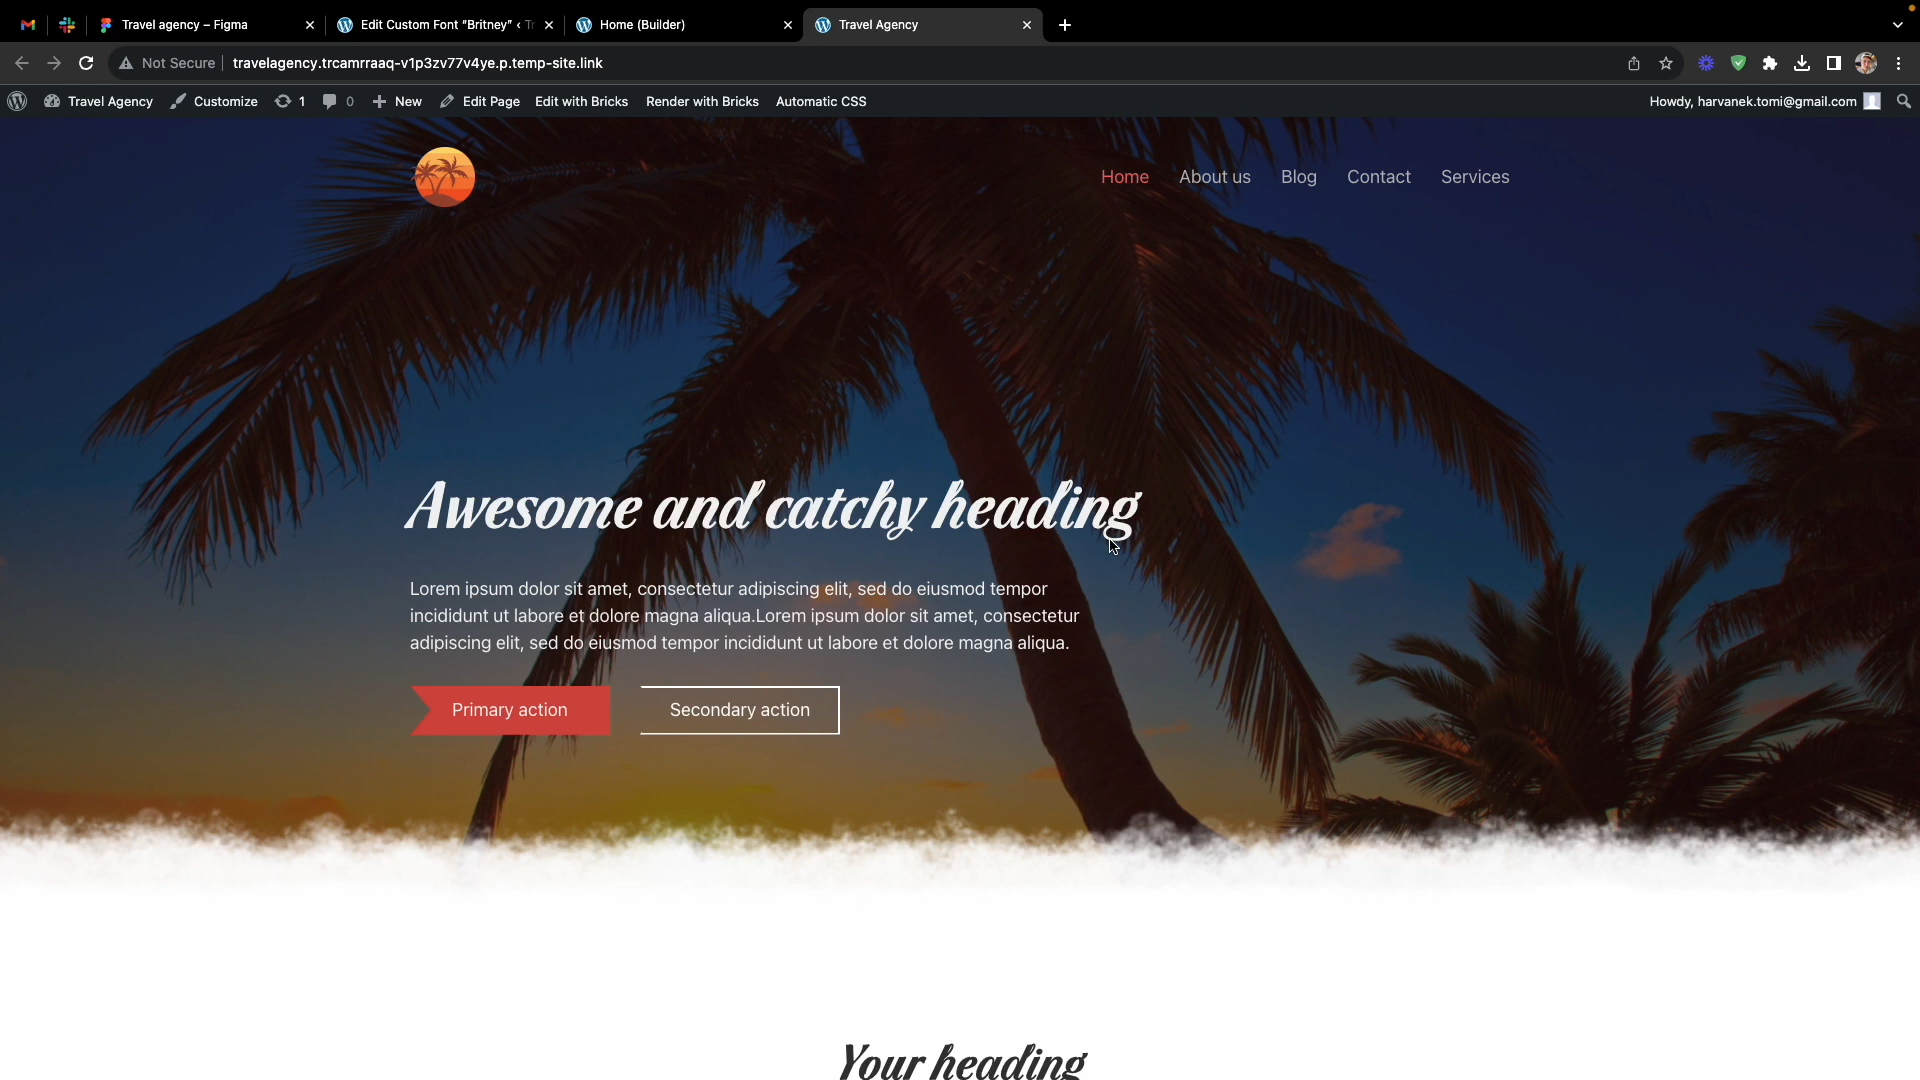 Travel agency – Figma
Edit Custom Font “Britney” ‹ Tr
Home (Builder)
Travel Agency
Not Secure
travelagency.trcamrraaq-v1p3zv77v4ye.p.temp-site.link
Travel Agency
Customize
1
0
New
Edit Page
Edit with Bricks
Render with Bricks
Automatic CSS
Howdy, harvanek.tomi@gmail.com
Home
About us
Blog
Contact
Services
Awesome and catchy heading
Lorem ipsum dolor sit amet, consectetur adipiscing elit, sed do eiusmod tempor
incididunt ut labore et dolore magna aliqua.Lorem ipsum dolor sit amet, consectetur
adipiscing elit, sed do eiusmod tempor incididunt ut labore et dolore magna aliqua.
Primary action
Secondary action
Your heading